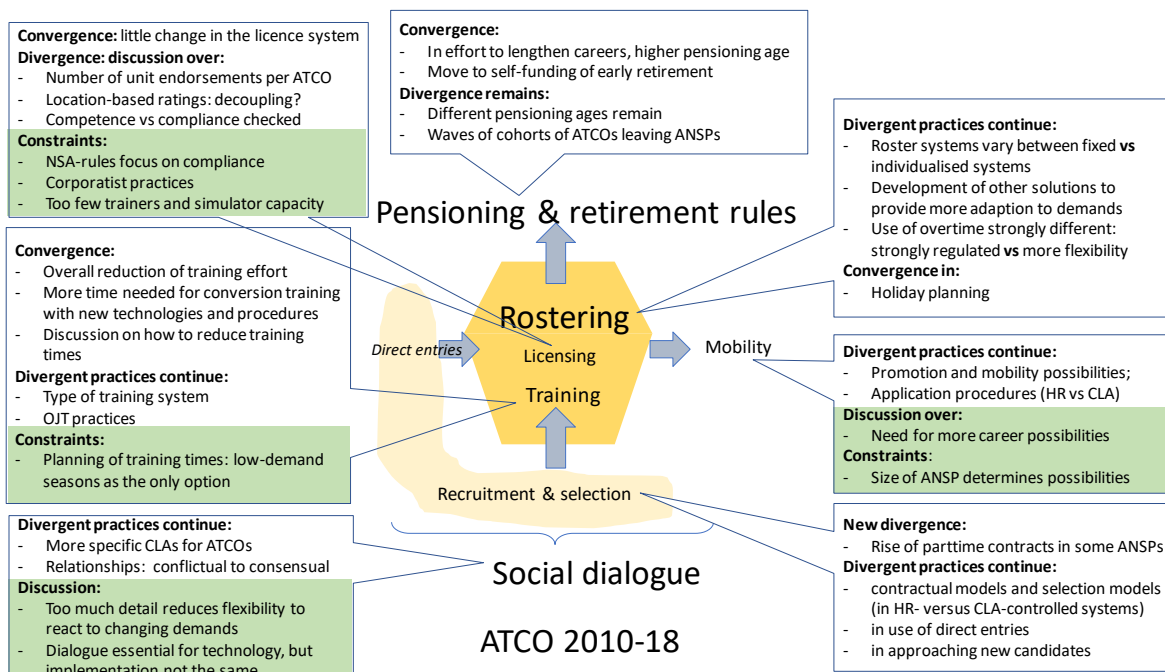 Convergence: little change in the licence system
Divergence: discussion over:
- Number of unit endorsements per ATCO
- Location-based ratings: decoupling?
- Competence vs compliance checked
Constraints:
- NSA-rules focus on compliance
- Corporatist practices
- Too few trainers and simulator capacity
Convergence:
- In effort to lengthen careers, higher pensioning age
- Move to self-funding of early retirement
Divergence remains:
- Different pensioning ages remain
- Waves of cohorts of ATCOs leaving ANSPs
Divergent practices continue:
- Roster systems vary between fixed vs
individualised systems
- Development of other solutions to
provide more adaption to demands
- Use of overtime strongly different:
strongly regulated vs more flexibility
Convergence in:
- Holiday planning
Pensioning & retirement rules
Convergence:
- Overall reduction of training effort
- More time needed for conversion training
with new technologies and procedures
- Discussion on how to reduce training
times
Divergent practices continue:
- Type of training system
- OJT practices
Constraints:
- Planning of training times: low-demand
seasons as the only option
Direct entries
Rostering
Licensing
Training
Mobility
Divergent practices continue:
- Promotion and mobility possibilities;
- Application procedures (HR vs CLA)
Discussion over:
- Need for more career possibilities
Constraints:
- Size of ANSP determines possibilities
Recruitment & selection
Divergent practices continue:
- More specific CLAs for ATCOs
- Relationships: conflictual to consensual
Discussion:
- Too much detail reduces flexibility to
react to changing demands
- Dialogue essential for technology, but
implementation not the same
Social dialogue
ATCO 2010-18
New divergence:
- Rise of parttime contracts in some ANSPs
Divergent practices continue:
- contractual models and selection models
(in HR- versus CLA-controlled systems)
- in use of direct entries
- in approaching new candidates